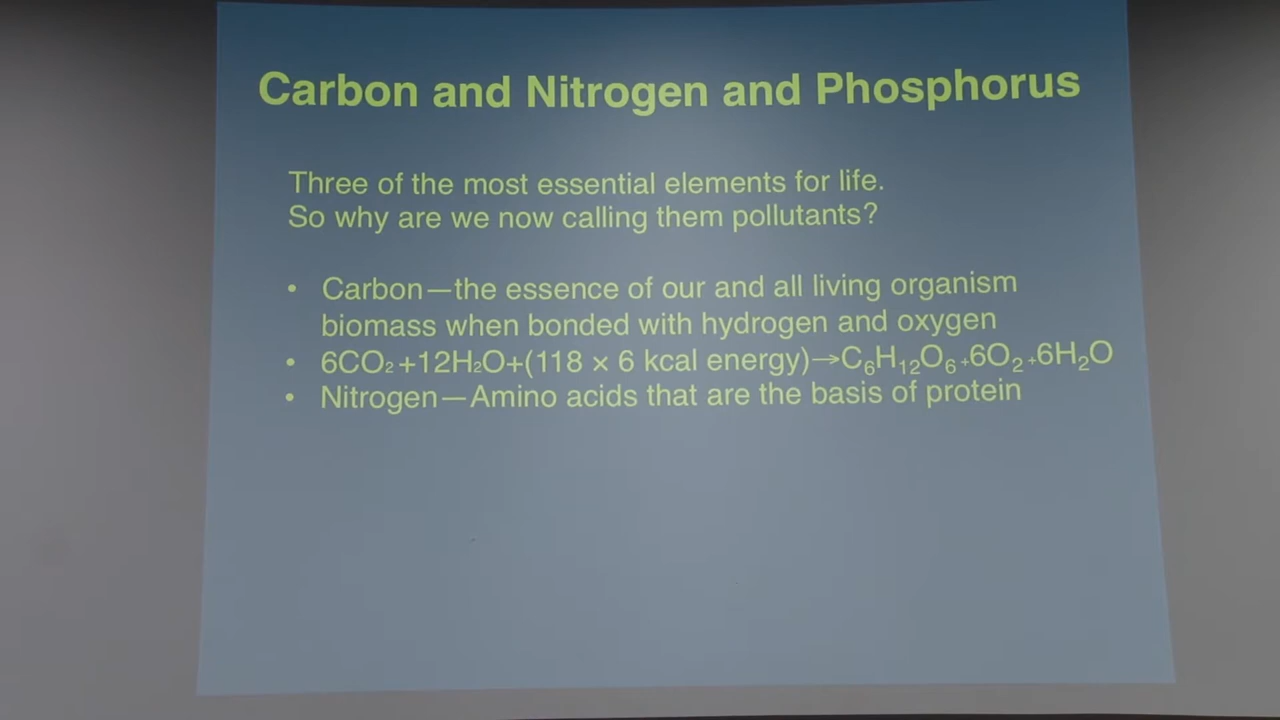 Carbon and Nitrogen and Phosphorus
Three of the most essential elements for life.
So why are we now calling them pollutants?
• Carbon—the essence of our and all living organism
biomass when bonded with hydrogen and oxygen
• 6CO₂+12H₂O+(118 × 6 kcal energy)→C₆H₁₂O₆+6O₂+6H₂O
• Nitrogen—Amino acids that are the basis of protein